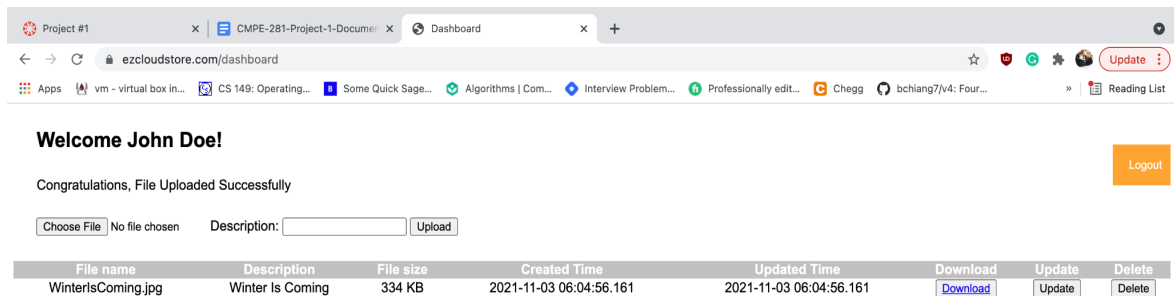 Project #1
CMPE-281-Project-1-Documen
Dashboard
ezcloudstore.com/dashboard
Update
Apps
vm - virtual box in...
CS 149: Operating...
Some Quick Sage...
Algorithms | Com...
Interview Problem...
Professionally edit...
Chegg
bchiang7/v4: Four...
»
Reading List
Welcome John Doe!
Logout
Congratulations, File Uploaded Successfully
Choose File No file chosen Description: Upload
File name Description File size Created Time Updated Time Download Update Delete
WinterIsComing.jpg Winter Is Coming 334 KB 2021-11-03 06:04:56.161 2021-11-03 06:04:56.161 Download Update Delete